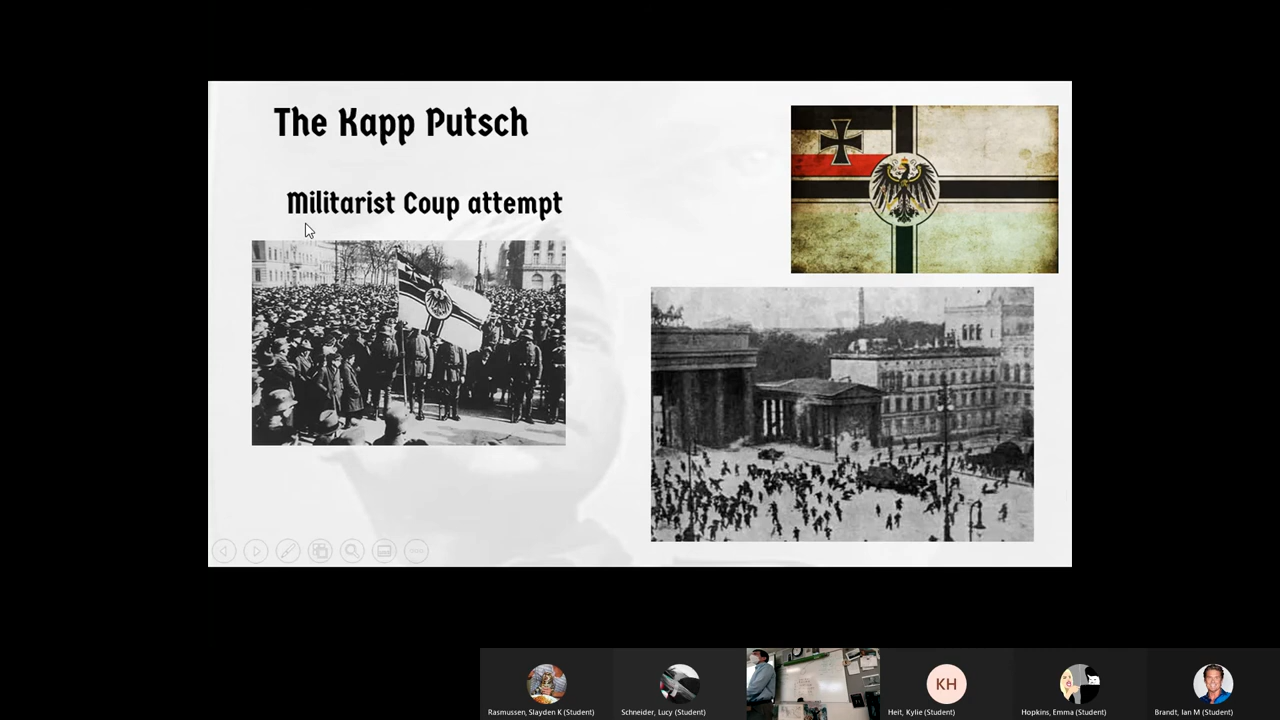 The Kapp Putsch
Militarist Coup attempt
KH
Rasmussen, Slayden K (Student)
Schneider, Lucy (Student)
Heit, Kylie (Student)
Hopkins, Emma (Student)
Brandt, Ian M (Student)